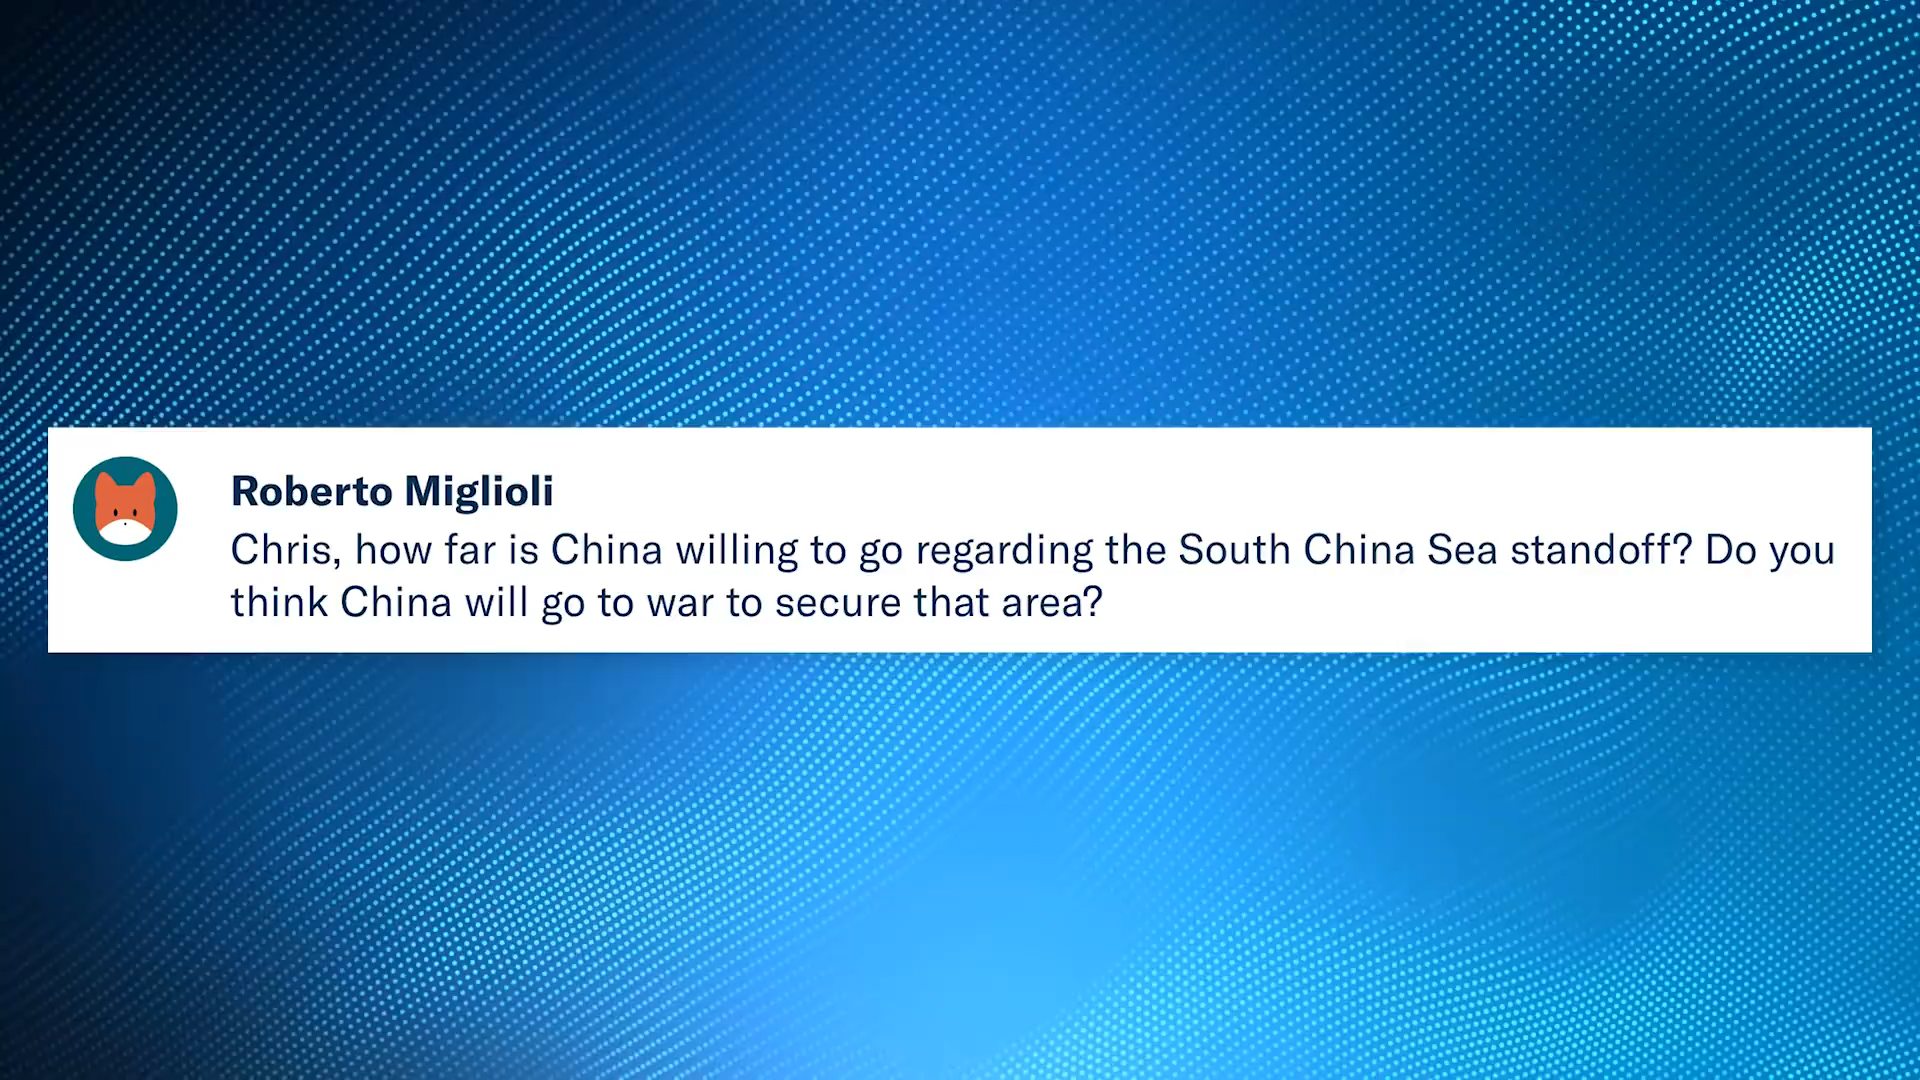 Roberto Miglioli
Chris, how far is China willing to go regarding the South China Sea standoff? Do you
think China will go to war to secure that area?